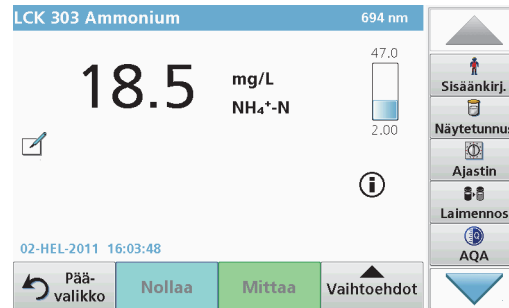 LCK 303 Ammonium 694 nm
47.0
18.5 mg/L
NH₄⁺-N
2.00
02-HEL-2011 16:03:48
Pää-
valikko
Nollaa
Mittaa
Vaihtoehdot
Sisäänkirj.
Näytetunnus
Ajastin
Laimennos
AQA